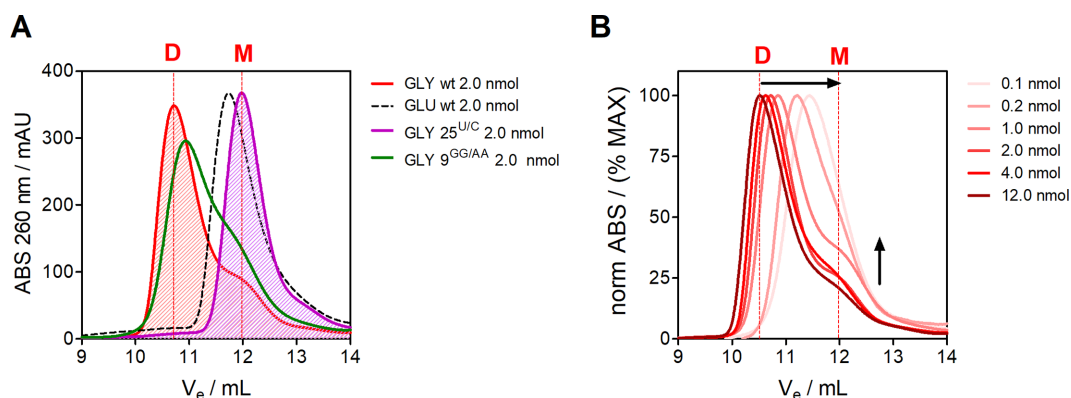 A
D M
400
300
200
100
0
ABS 260 nm / mAU
9 10 11 12 13 14
Vₑ / mL
GLY wt 2.0 nmol
GLU wt 2.0 nmol
GLY 25ᵁ/ᶜ 2.0 nmol
GLY 9ᴳᴳ/ᴬᴬ 2.0 nmol
B
D M
100
75
50
25
0
norm ABS / (% MAX)
9 10 11 12 13 14
Vₑ / mL
0.1 nmol
0.2 nmol
1.0 nmol
2.0 nmol
4.0 nmol
12.0 nmol